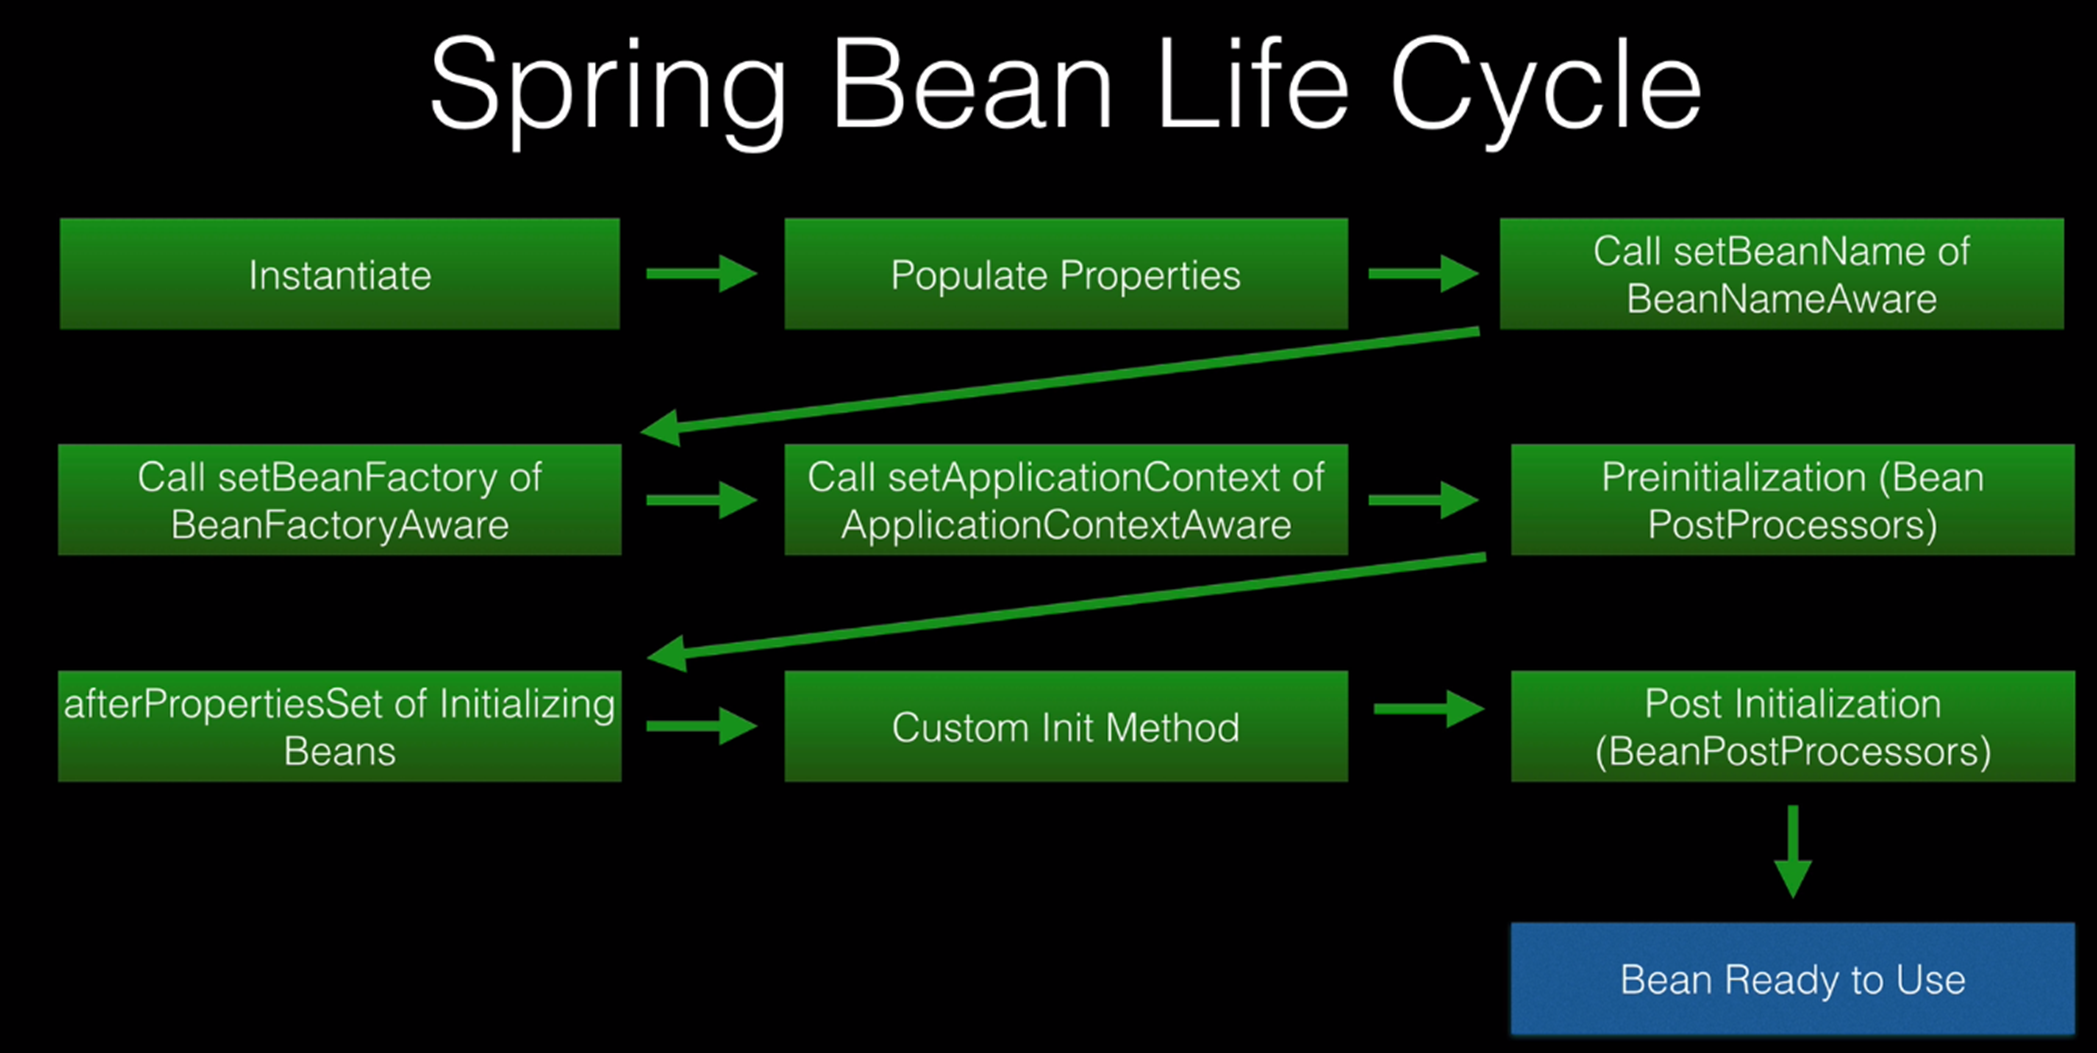 Spring Bean Life Cycle
Instantiate
Populate Properties
Call setBeanName of
BeanNameAware
Call setBeanFactory of
BeanFactoryAware
Call setApplicationContext of
ApplicationContextAware
Preinitialization (Bean
PostProcessors)
afterPropertiesSet of Initializing
Beans
Custom Init Method
Post Initialization
(BeanPostProcessors)
Bean Ready to Use